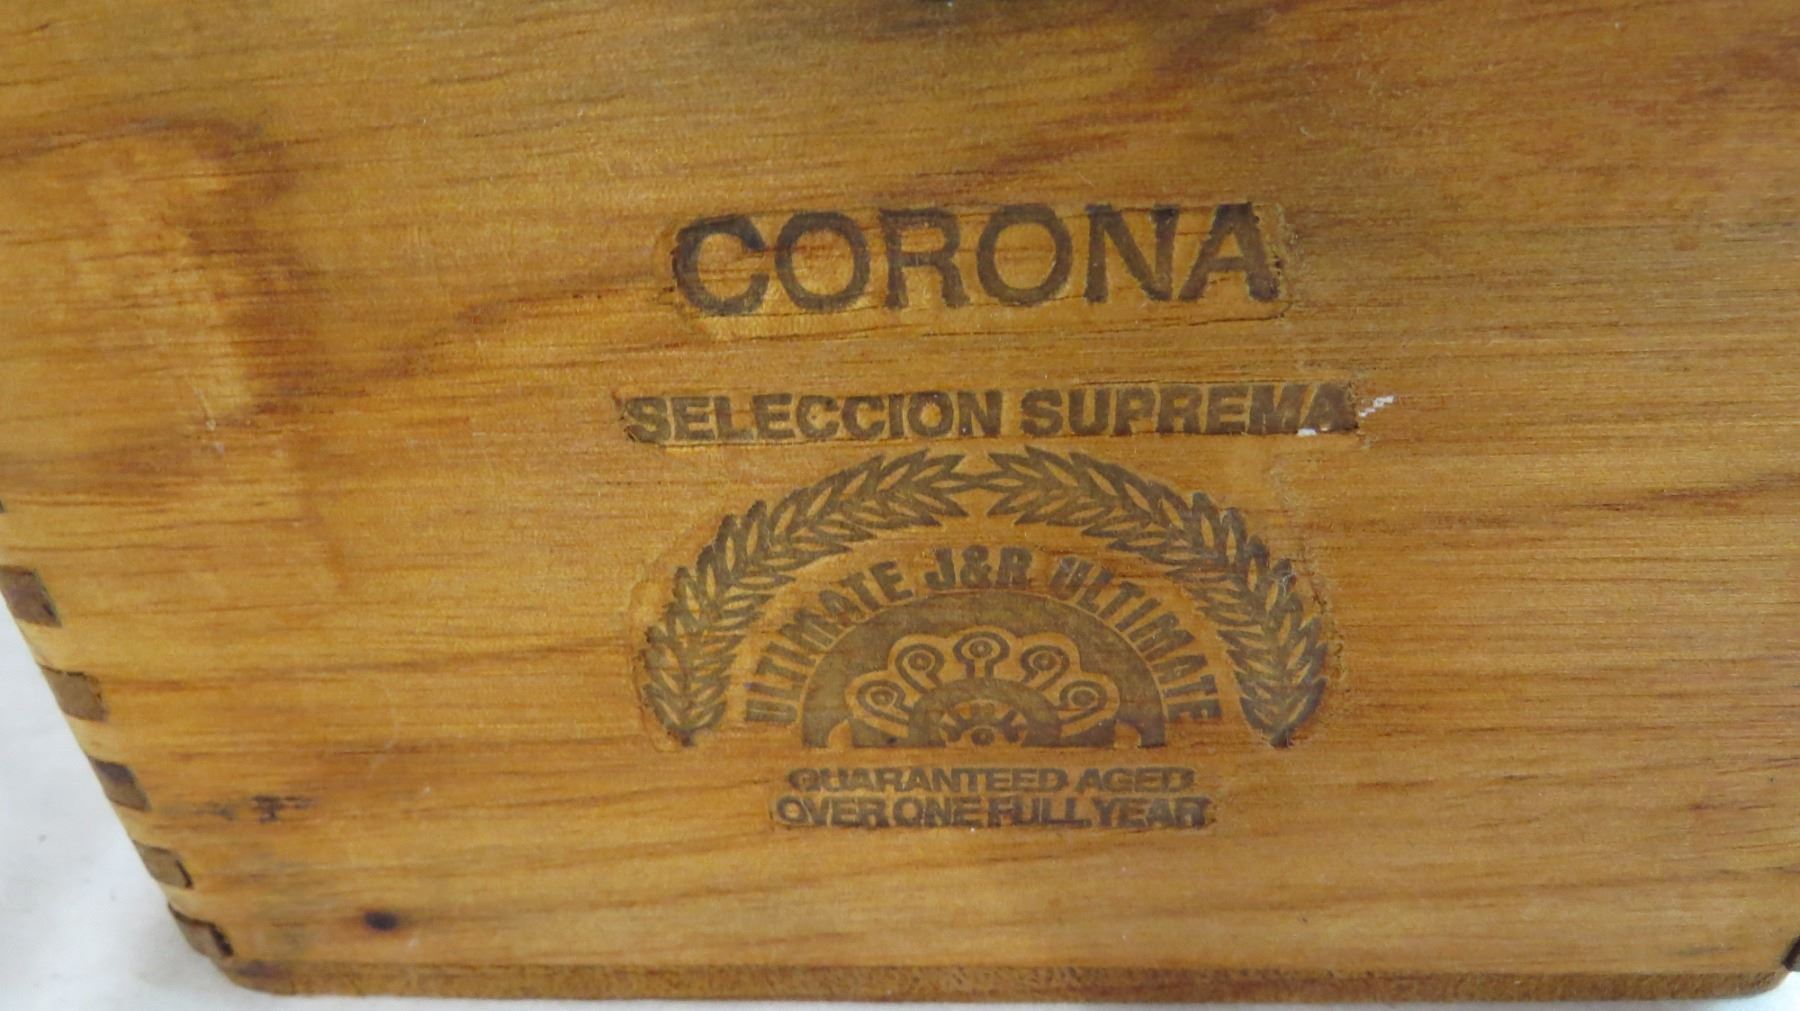 CORONA
SELECCION SUPREMA
ULTIMATE J&R ULTIMATE
GUARANTEED AGED
OVER ONE FULL YEAR